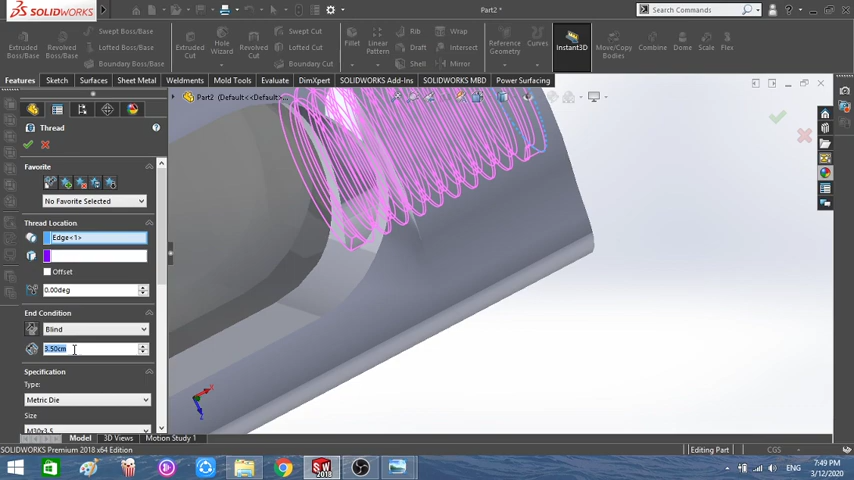 SOLIDWORKS
Part2 *
Search Commands
Extruded Boss/Base
Revolved Boss/Base
Swept Boss/Base
Lofted Boss/Base
Boundary Boss/Base
Extruded Cut
Hole Wizard
Revolved Cut
Swept Cut
Lofted Cut
Boundary Cut
Fillet
Linear Pattern
Rib
Draft
Shell
Wrap
Intersect
Mirror
Reference Geometry
Curves
Instant3D
Move/Copy Bodies
Combine
Dome
Scale
Flex
Features Sketch Surfaces Sheet Metal Weldments Mold Tools Evaluate DimXpert SOLIDWORKS Add-Ins SOLIDWORKS MBD Power Surfacing
Part2 (Default<<Default>...
Thread
Favorite
No Favorite Selected
Thread Location
Edge<1>
Offset
0.00deg
End Condition
Blind
3.50cm
Specification
Type:
Metric Die
Size
M30x3.5
Model 3D Views Motion Study 1
SOLIDWORKS Premium 2018 x64 Edition
Editing Part
CGS
SW 2018
ENG
7:49 PM
3/12/2020